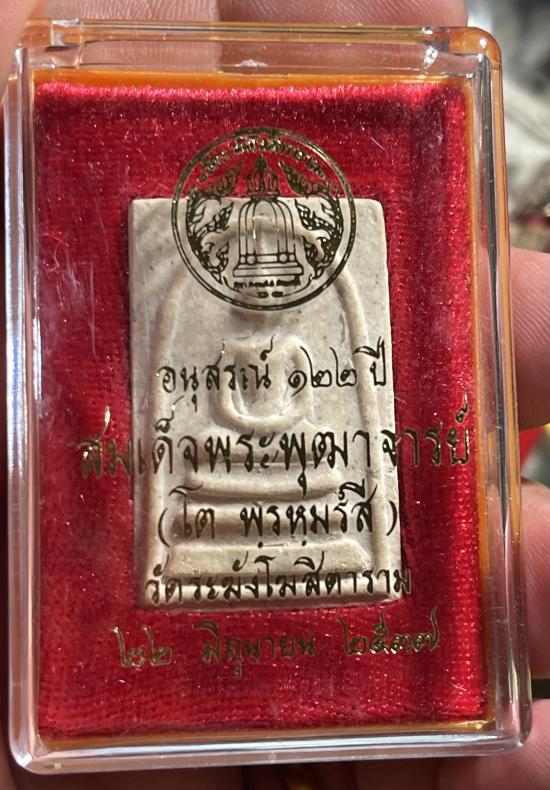 อนุสรณ์ ๑๒๒ ปี
สมเด็จพระพุฒาจารย์
(โต พฺรหฺมรํสี)
วัดระฆังโฆสิตาราม
๒๒ มิถุนายน ๒๕๓๗